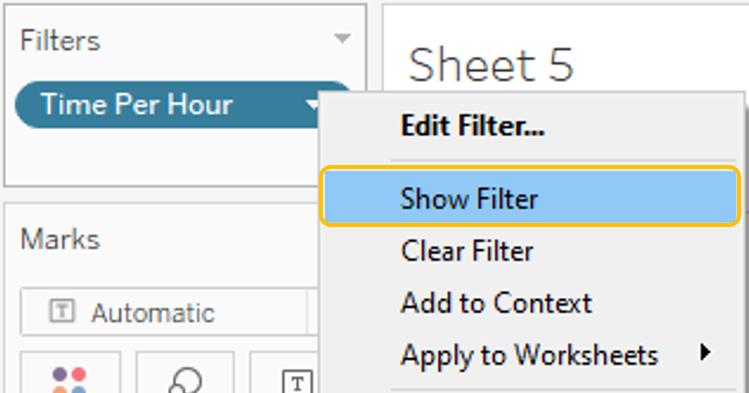 Filters
Time Per Hour
Sheet 5
Edit Filter...
Show Filter
Clear Filter
Add to Context
Apply to Worksheets
Marks
T Automatic
T